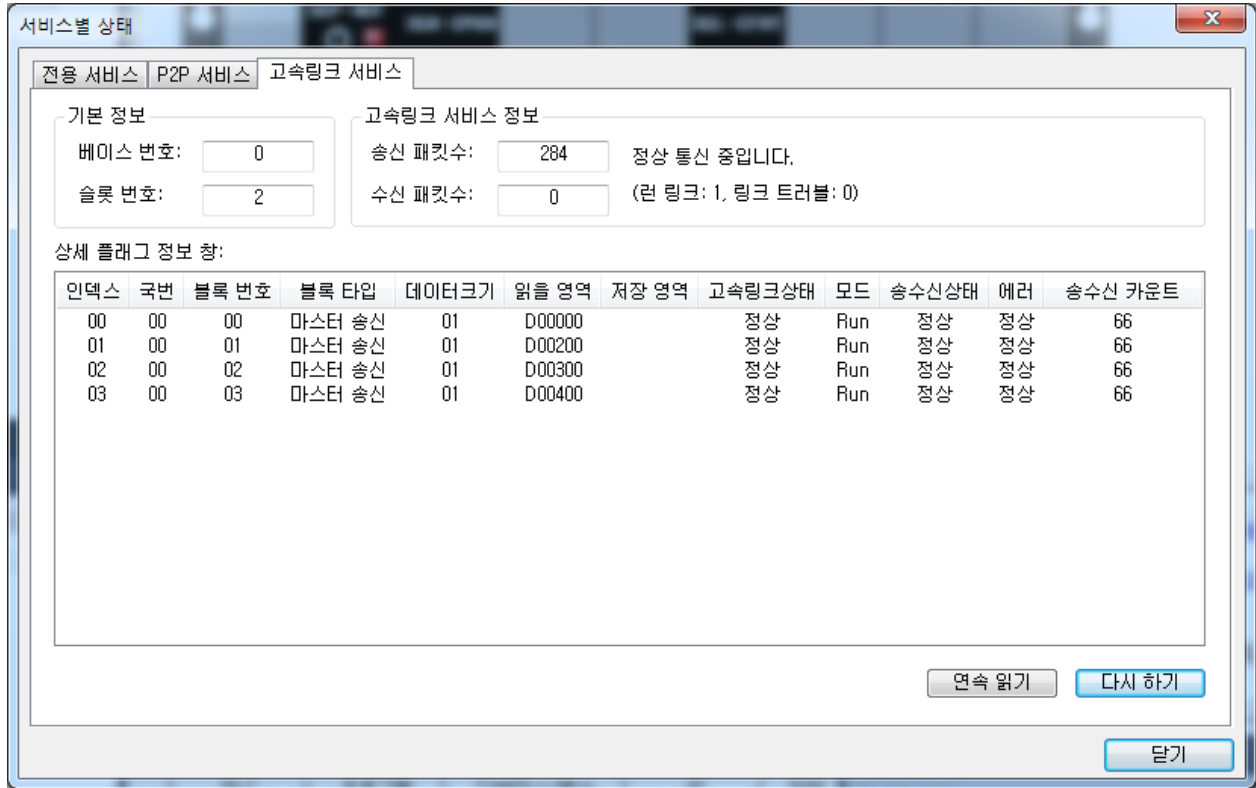 서비스별 상태
전용 서비스 P2P 서비스 고속링크 서비스
기본 정보
베이스 번호: 0
슬롯 번호: 2
고속링크 서비스 정보
송신 패킷수: 284 정상 통신 중입니다.
수신 패킷수: 0 (런 링크: 1, 링크 트러블: 0)
상세 플래그 정보 창:
인덱스 국번 블록 번호 블록 타입 데이터크기 읽을 영역 저장 영역 고속링크상태 모드 송수신상태 에러 송수신 카운트
00 00 00 마스터 송신 01 D00000 정상 Run 정상 정상 66
01 00 01 마스터 송신 01 D00200 정상 Run 정상 정상 66
02 00 02 마스터 송신 01 D00300 정상 Run 정상 정상 66
03 00 03 마스터 송신 01 D00400 정상 Run 정상 정상 66
연속 읽기 다시 하기
닫기